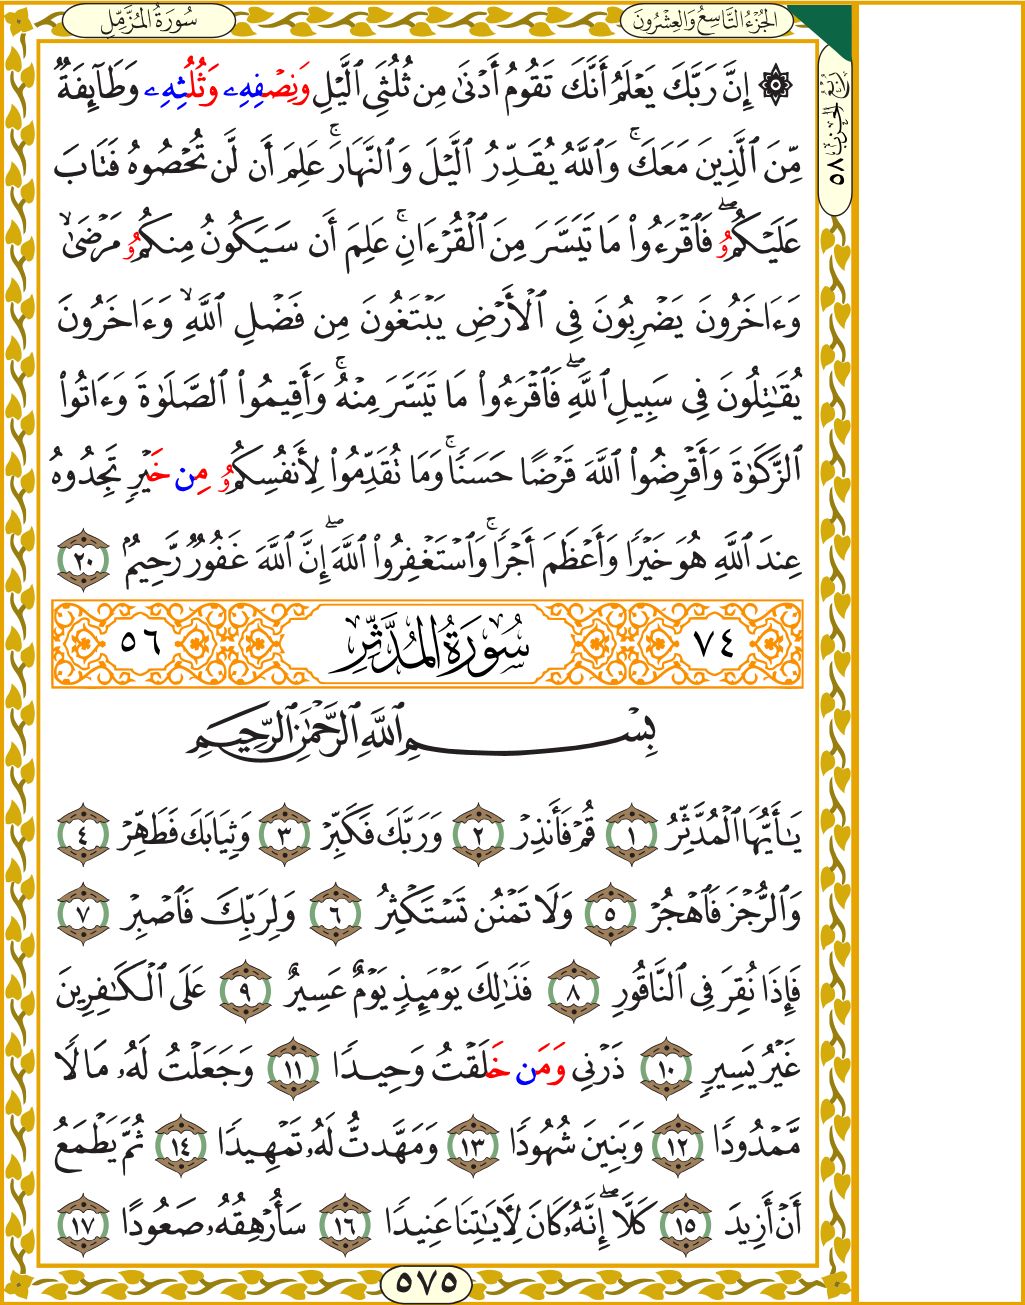 سُورَةُ الْمُزَّمِّلِ
الجُزْءُ التَّاسِعُ وَالعِشْرُونَ
٥٨
۞ إِنَّ رَبَّكَ يَعْلَمُ أَنَّكَ تَقُومُ أَدْنَىٰ مِن ثُلُثَيِ ٱلَّيْلِ وَنِصْفِهِۦ وَثُلُثِهِۦ وَطَآئِفَةٌ
مِّنَ ٱلَّذِينَ مَعَكَۚ وَٱللَّهُ يُقَدِّرُ ٱلَّيْلَ وَٱلنَّهَارَۚ عَلِمَ أَن لَّن تُحْصُوهُ فَتَابَ
عَلَيْكُمُۥۖ فَٱقْرَءُوا۟ مَا تَيَسَّرَ مِنَ ٱلْقُرْءَانِۚ عَلِمَ أَن سَيَكُونُ مِنكُمُۥ مَرْضَىٰۙ
وَءَاخَرُونَ يَضْرِبُونَ فِى ٱلْأَرْضِ يَبْتَغُونَ مِن فَضْلِ ٱللَّهِۙ وَءَاخَرُونَ
يُقَٰتِلُونَ فِى سَبِيلِ ٱللَّهِۖ فَٱقْرَءُوا۟ مَا تَيَسَّرَ مِنْهُۚ وَأَقِيمُوا۟ ٱلصَّلَوٰةَ وَءَاتُوا۟
ٱلزَّكَوٰةَ وَأَقْرِضُوا۟ ٱللَّهَ قَرْضًا حَسَنًاۚ وَمَا تُقَدِّمُوا۟ لِأَنفُسِكُمُۥ مِن خَيْرٍ تَجِدُوهُ
عِندَ ٱللَّهِ هُوَ خَيْرًا وَأَعْظَمَ أَجْرًاۚ وَٱسْتَغْفِرُوا۟ ٱللَّهَۖ إِنَّ ٱللَّهَ غَفُورٌ رَّحِيمٌۢ ٢٠
٧٤ سُورَةُ الْمُدَّثِّرِ ٥٦
بِسْمِ ٱللَّهِ ٱلرَّحْمَٰنِ ٱلرَّحِيمِ
يَٰٓأَيُّهَا ٱلْمُدَّثِّرُ ١ قُمْ فَأَنذِرْ ٢ وَرَبَّكَ فَكَبِّرْ ٣ وَثِيَابَكَ فَطَهِّرْ ٤
وَٱلرُّجْزَ فَٱهْجُرْ ٥ وَلَا تَمْنُن تَسْتَكْثِرُ ٦ وَلِرَبِّكَ فَٱصْبِرْ ٧
فَإِذَا نُقِرَ فِى ٱلنَّاقُورِ ٨ فَذَٰلِكَ يَوْمَئِذٍ يَوْمٌ عَسِيرٌ ٩ عَلَى ٱلْكَٰفِرِينَ
غَيْرُ يَسِيرٍ ١٠ ذَرْنِى وَمَن خَلَقْتُ وَحِيدًا ١١ وَجَعَلْتُ لَهُۥ مَالًا
مَّمْدُودًا ١٢ وَبَنِينَ شُهُودًا ١٣ وَمَهَّدتُّ لَهُۥ تَمْهِيدًا ١٤ ثُمَّ يَطْمَعُ
أَنْ أَزِيدَ ١٥ كَلَّآۖ إِنَّهُۥ كَانَ لِأَيَٰتِنَا عَنِيدًا ١٦ سَأُرْهِقُهُۥ صَعُودًا ١٧
٥٧٥